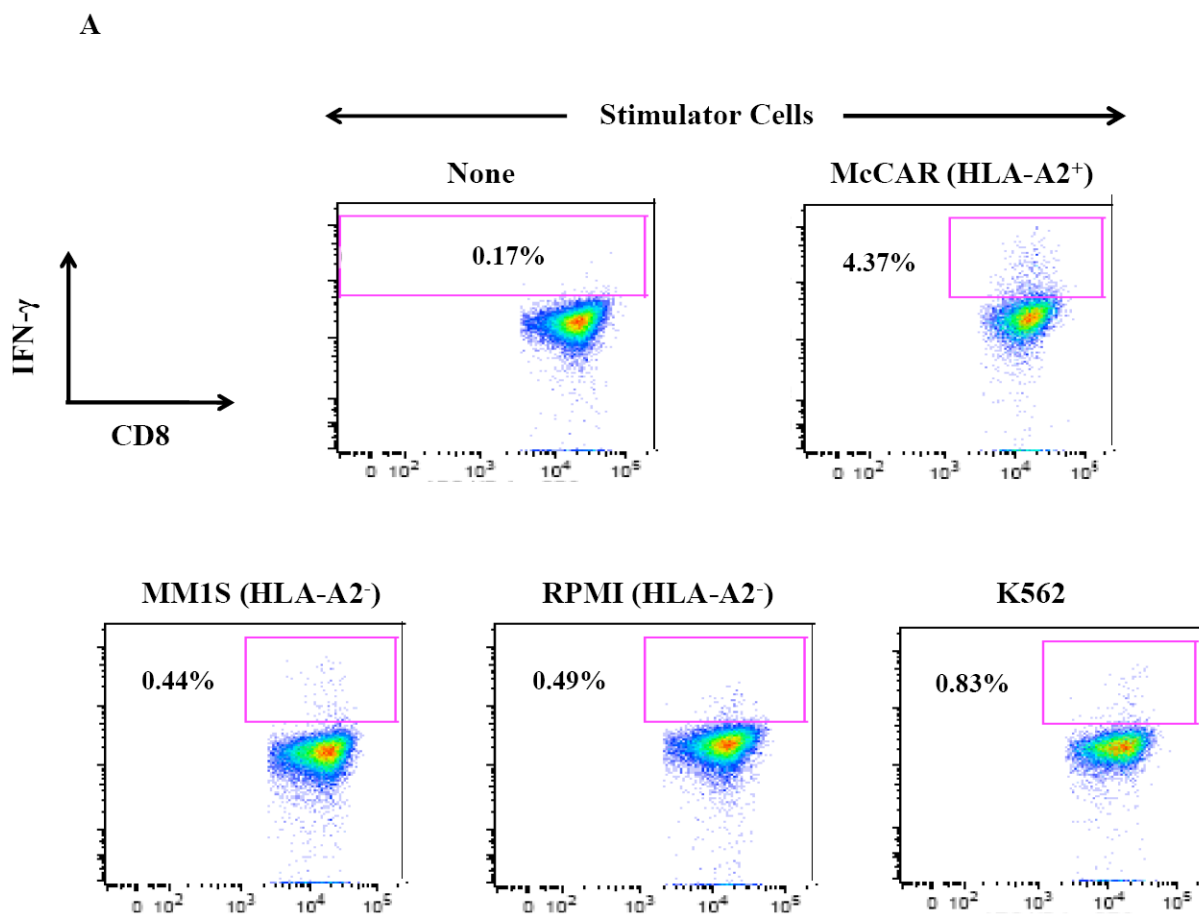 A
Stimulator Cells
None
McCAR (HLA-A2⁺)
0.17%
4.37%
IFN-γ
CD8
0 10² 10³ 10⁴ 10⁵
0 10² 10³ 10⁴ 10⁵
MM1S (HLA-A2⁻)
RPMI (HLA-A2⁻)
K562
0.44%
0.49%
0.83%
0 10² 10³ 10⁴ 10⁵
0 10² 10³ 10⁴ 10⁵
0 10² 10³ 10⁴ 10⁵